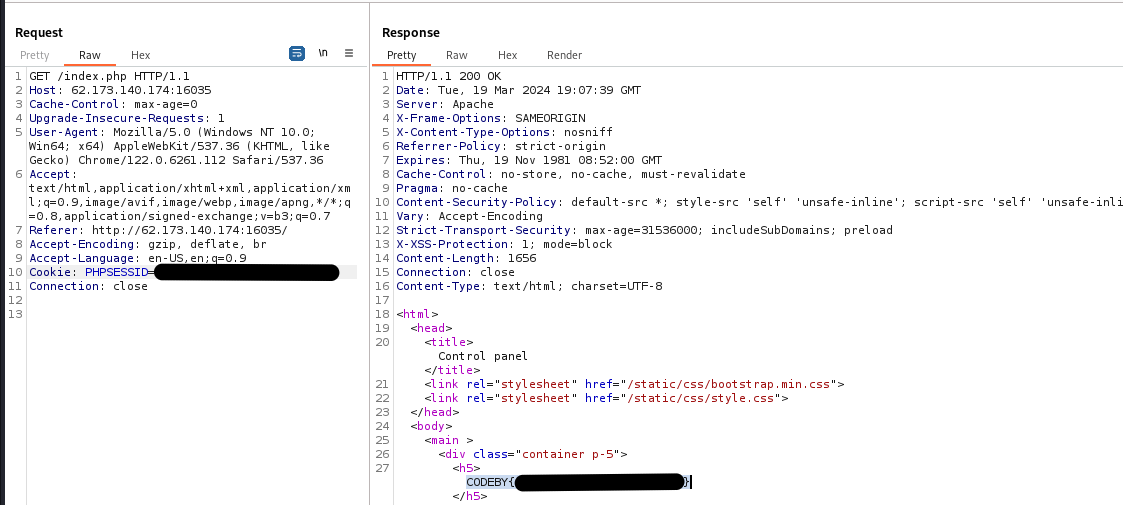 Request
Pretty Raw Hex \n
1 GET /index.php HTTP/1.1
2 Host: 62.173.140.174:16035
3 Cache-Control: max-age=0
4 Upgrade-Insecure-Requests: 1
5 User-Agent: Mozilla/5.0 (Windows NT 10.0;
Win64; x64) AppleWebKit/537.36 (KHTML, like
Gecko) Chrome/122.0.6261.112 Safari/537.36
6 Accept:
text/html,application/xhtml+xml,application/xm
l;q=0.9,image/avif,image/webp,image/apng,*/*;q
=0.8,application/signed-exchange;v=b3;q=0.7
7 Referer: http://62.173.140.174:16035/
8 Accept-Encoding: gzip, deflate, br
9 Accept-Language: en-US,en;q=0.9
10 Cookie: PHPSESSID=
11 Connection: close
12
13
Response
Pretty Raw Hex Render
1 HTTP/1.1 200 OK
2 Date: Tue, 19 Mar 2024 19:07:39 GMT
3 Server: Apache
4 X-Frame-Options: SAMEORIGIN
5 X-Content-Type-Options: nosniff
6 Referrer-Policy: strict-origin
7 Expires: Thu, 19 Nov 1981 08:52:00 GMT
8 Cache-Control: no-store, no-cache, must-revalidate
9 Pragma: no-cache
10 Content-Security-Policy: default-src *; style-src 'self' 'unsafe-inline'; script-src 'self' 'unsafe-inli
11 Vary: Accept-Encoding
12 Strict-Transport-Security: max-age=31536000; includeSubDomains; preload
13 X-XSS-Protection: 1; mode=block
14 Content-Length: 1656
15 Connection: close
16 Content-Type: text/html; charset=UTF-8
17
18 <html>
19 <head>
20 <title>
Control panel
</title>
21 <link rel="stylesheet" href="/static/css/bootstrap.min.css">
22 <link rel="stylesheet" href="/static/css/style.css">
23 </head>
24 <body>
25 <main >
26 <div class="container p-5">
27 <h5>
CODEBY{ }
</h5>